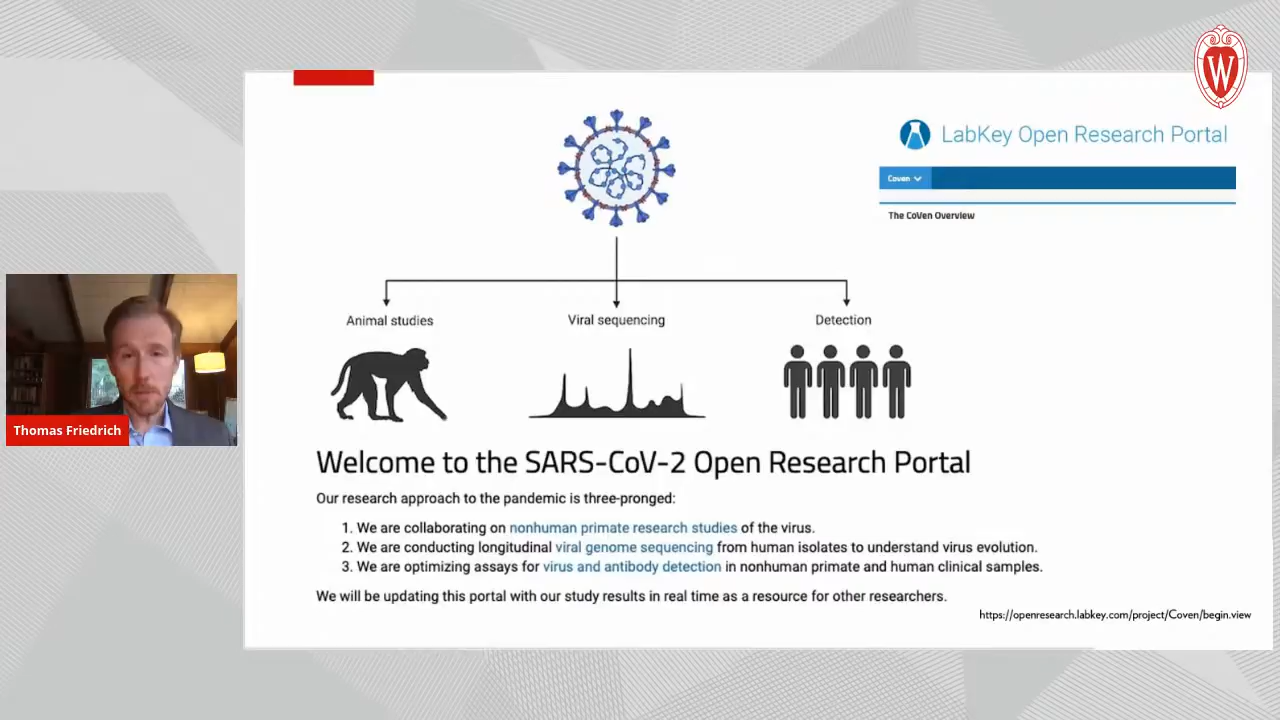 W
LabKey Open Research Portal
Coven
The CoVen Overview
Animal studies
Viral sequencing
Detection
Thomas Friedrich
Welcome to the SARS-CoV-2 Open Research Portal
Our research approach to the pandemic is three-pronged:
1. We are collaborating on nonhuman primate research studies of the virus.
2. We are conducting longitudinal viral genome sequencing from human isolates to understand virus evolution.
3. We are optimizing assays for virus and antibody detection in nonhuman primate and human clinical samples.
We will be updating this portal with our study results in real time as a resource for other researchers.
https://openresearch.labkey.com/project/Coven/begin.view